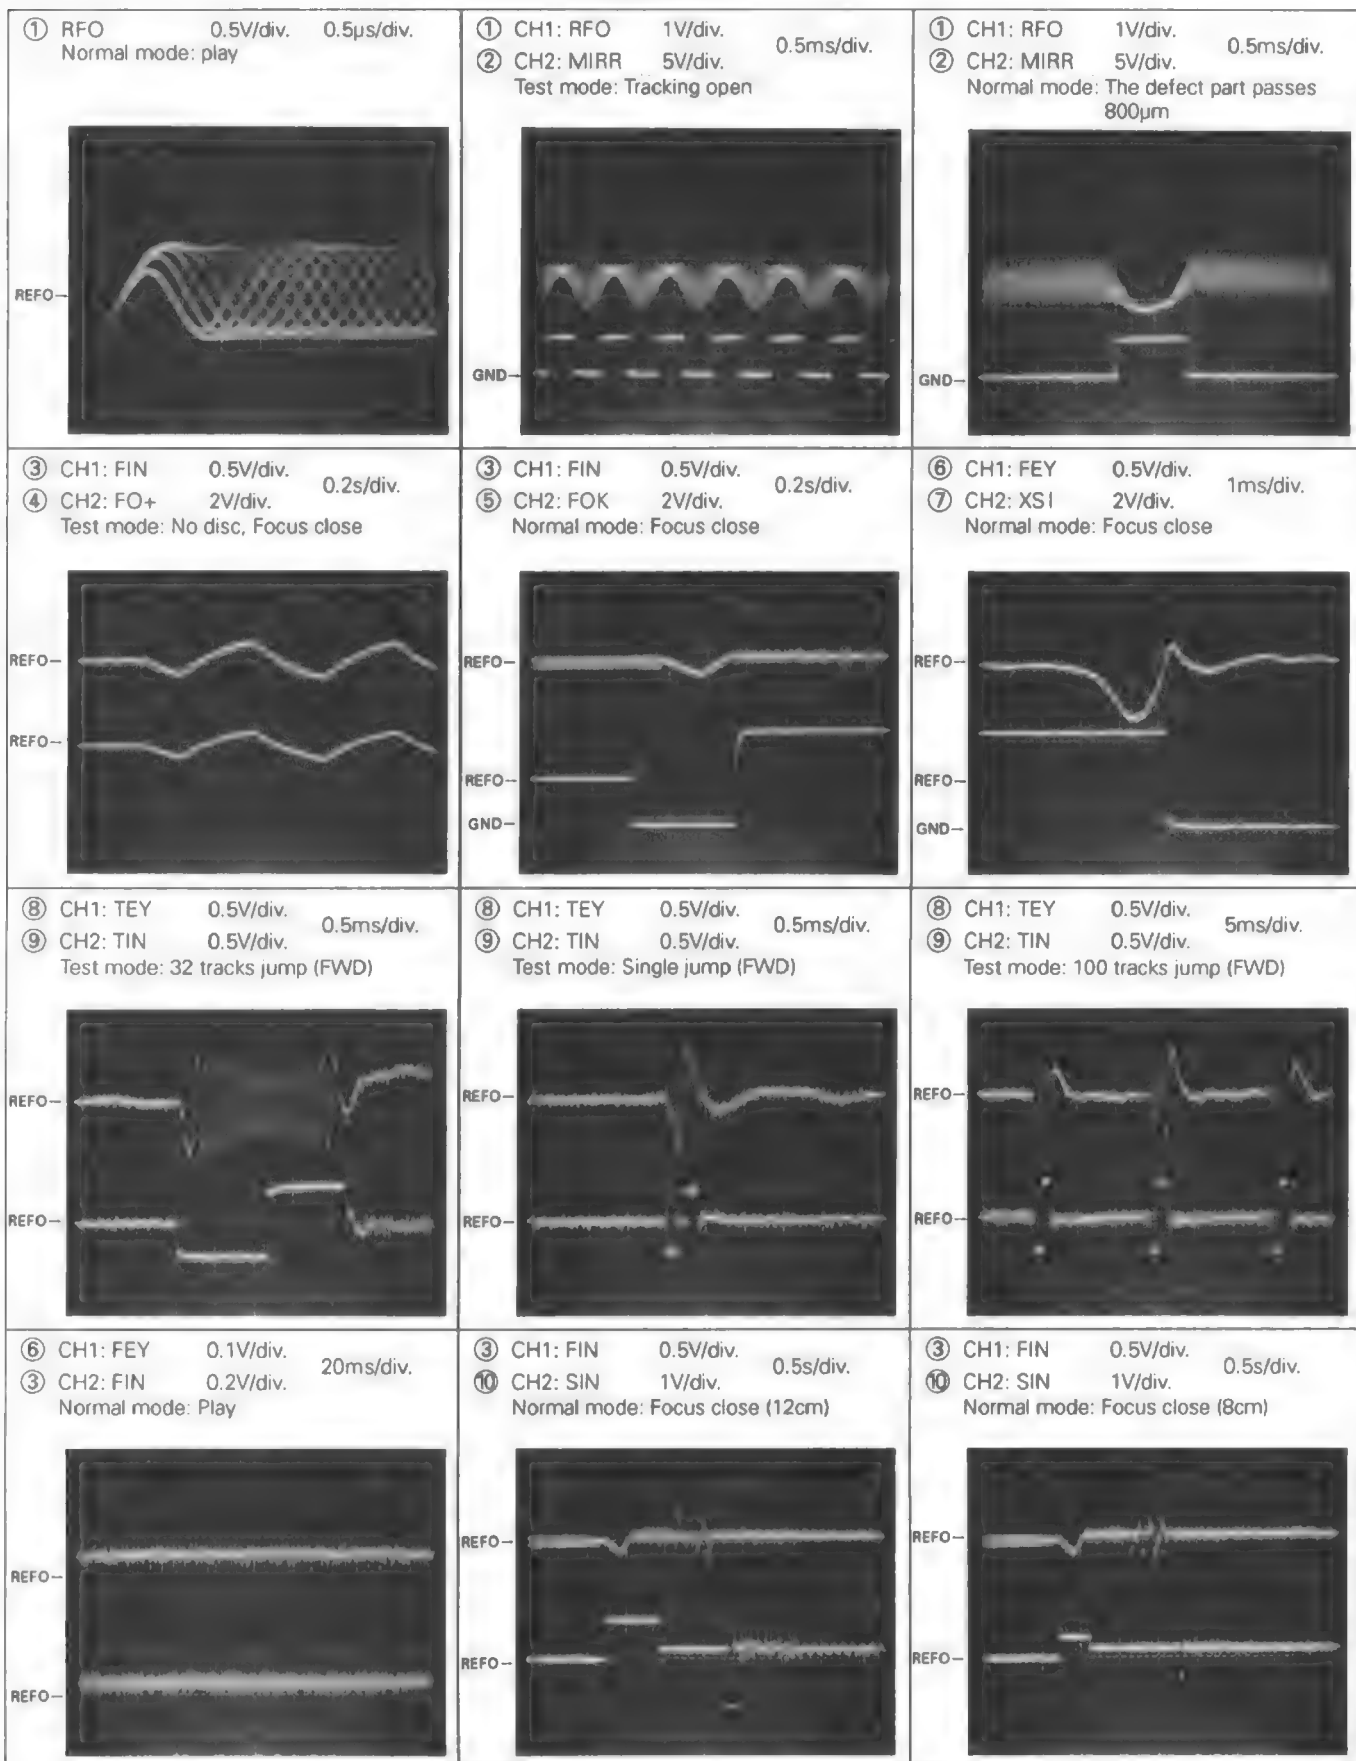 ① RFO 0.5V/div. 0.5µs/div.
Normal mode: play
REFO
① CH1: RFO 1V/div.
0.5ms/div.
② CH2: MIRR 5V/div.
Test mode: Tracking open
GND
① CH1: RFO 1V/div.
0.5ms/div.
② CH2: MIRR 5V/div.
Normal mode: The defect part passes
800µm
GND
③ CH1: FIN 0.5V/div.
0.2s/div.
④ CH2: FO+ 2V/div.
Test mode: No disc, Focus close
REFO
REFO
③ CH1: FIN 0.5V/div.
0.2s/div.
⑤ CH2: FOK 2V/div.
Normal mode: Focus close
REFO
REFO
GND
⑥ CH1: FEY 0.5V/div.
1ms/div.
⑦ CH2: XSI 2V/div.
Normal mode: Focus close
REFO
REFO
GND
⑧ CH1: TEY 0.5V/div.
0.5ms/div.
⑨ CH2: TIN 0.5V/div.
Test mode: 32 tracks jump (FWD)
REFO
REFO
⑧ CH1: TEY 0.5V/div.
0.5ms/div.
⑨ CH2: TIN 0.5V/div.
Test mode: Single jump (FWD)
REFO
REFO
⑧ CH1: TEY 0.5V/div.
5ms/div.
⑨ CH2: TIN 0.5V/div.
Test mode: 100 tracks jump (FWD)
REFO
REFO
⑥ CH1: FEY 0.1V/div.
20ms/div.
③ CH2: FIN 0.2V/div.
Normal mode: Play
REFO
REFO
③ CH1: FIN 0.5V/div.
0.5s/div.
⑩ CH2: SIN 1V/div.
Normal mode: Focus close (12cm)
REFO
REFO
③ CH1: FIN 0.5V/div.
0.5s/div.
⑩ CH2: SIN 1V/div.
Normal mode: Focus close (8cm)
REFO
REFO